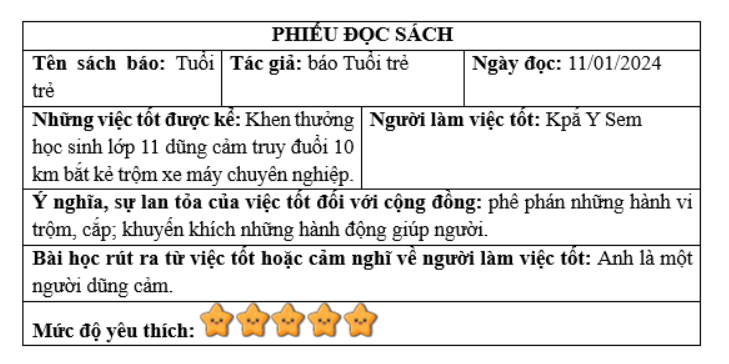 PHIẾU ĐỌC SÁCH
Tên sách báo: Tuổi trẻ
Tác giả: báo Tuổi trẻ
Ngày đọc: 11/01/2024
Những việc tốt được kể: Khen thưởng
học sinh lớp 11 dũng cảm truy đuổi 10
km bắt kẻ trộm xe máy chuyên nghiệp.
Người làm việc tốt: Kpă Y Sem
Ý nghĩa, sự lan tỏa của việc tốt đối với cộng đồng: phê phán những hành vi
trộm, cắp; khuyến khích những hành động giúp người.
Bài học rút ra từ việc tốt hoặc cảm nghĩ về người làm việc tốt: Anh là một
người dũng cảm.
Mức độ yêu thích: